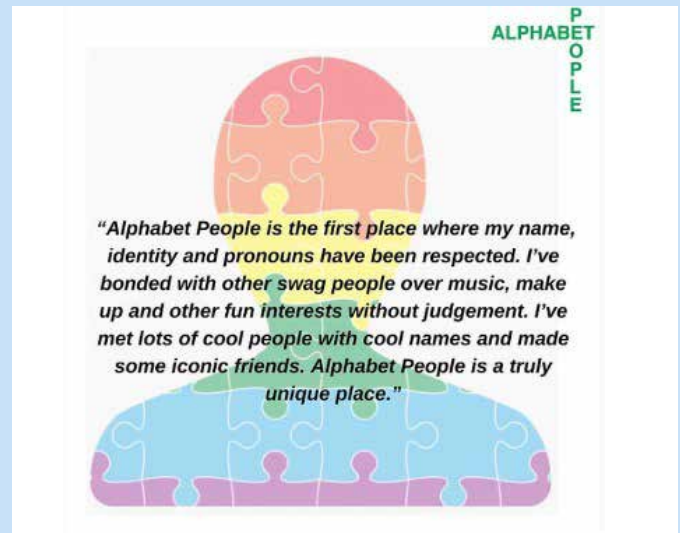 ALPHABET
PEOPLE
“Alphabet People is the first place where my name,
identity and pronouns have been respected. I’ve
bonded with other swag people over music, make
up and other fun interests without judgement. I’ve
met lots of cool people with cool names and made
some iconic friends. Alphabet People is a truly
unique place.”